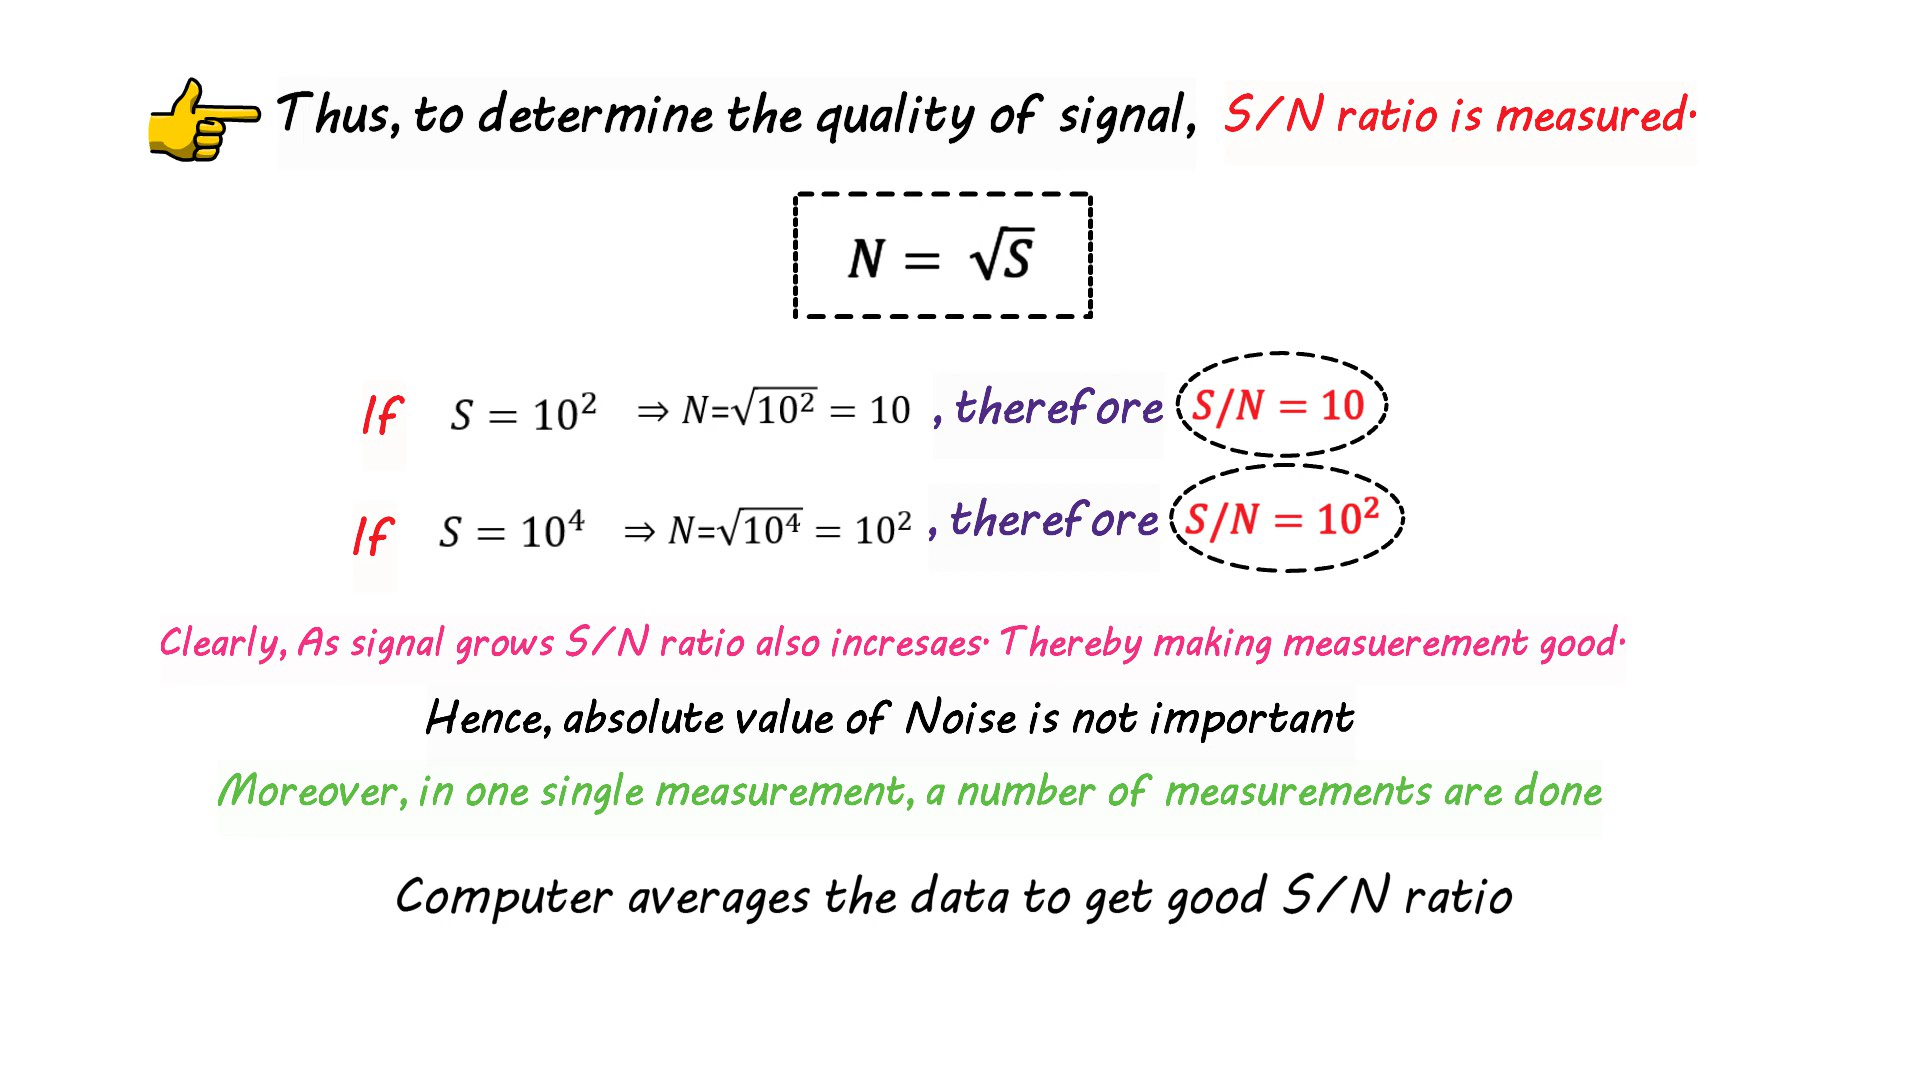 Thus, to determine the quality of signal, S/N ratio is measured.
N = √S
If S = 10² ⇒ N=√10² = 10 , therefore S/N = 10
If S = 10⁴ ⇒ N=√10⁴ = 10² , therefore S/N = 10²
Clearly, As signal grows S/N ratio also incresaes. Thereby making measuerement good.
Hence, absolute value of Noise is not important
Moreover, in one single measurement, a number of measurements are done
Computer averages the data to get good S/N ratio